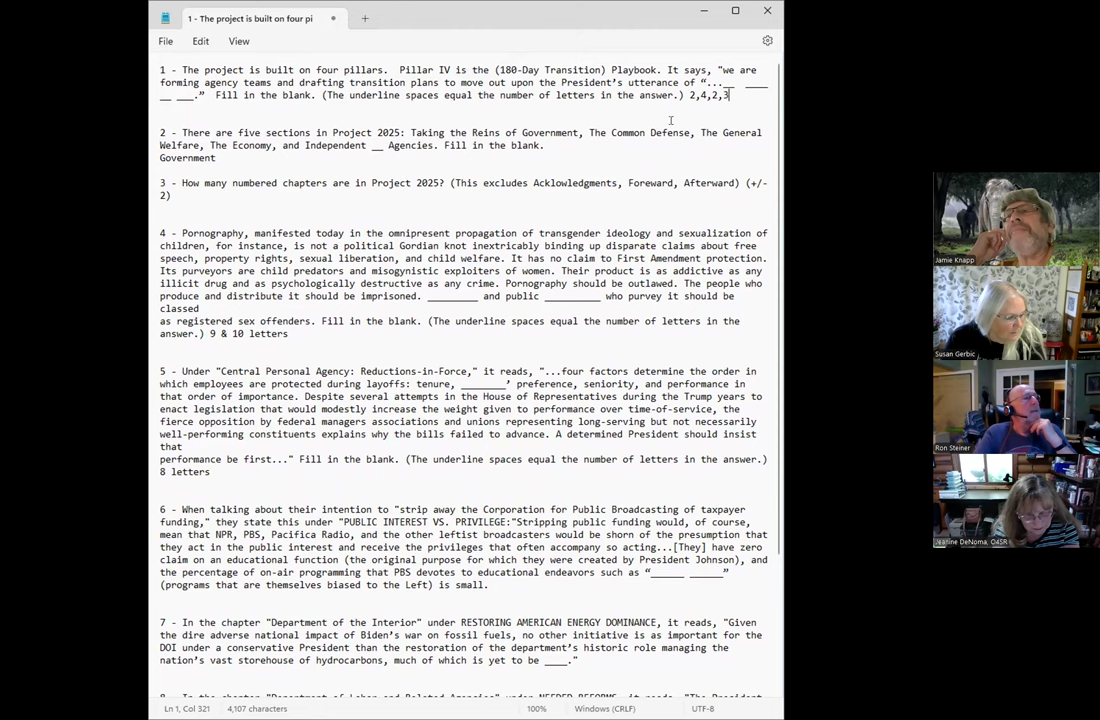 1 - The project is built on four pi
File Edit View
1 - The project is built on four pillars.  Pillar IV is the (180-Day Transition) Playbook. It says, “we are
forming agency teams and drafting transition plans to move out upon the President’s utterance of “...__  ____
__ ___.”  Fill in the blank. (The underline spaces equal the number of letters in the answer.) 2,4,2,3
2 - There are five sections in Project 2025: Taking the Reins of Government, The Common Defense, The General
Welfare, The Economy, and Independent __ Agencies. Fill in the blank.
Government
3 - How many numbered chapters are in Project 2025? (This excludes Acklowledgments, Foreward, Afterward) (+/-
2)
4 - Pornography, manifested today in the omnipresent propagation of transgender ideology and sexualization of
children, for instance, is not a political Gordian knot inextricably binding up disparate claims about free
speech, property rights, sexual liberation, and child welfare. It has no claim to First Amendment protection.
Its purveyors are child predators and misogynistic exploiters of women. Their product is as addictive as any
illicit drug and as psychologically destructive as any crime. Pornography should be outlawed. The people who
produce and distribute it should be imprisoned. _________ and public __________ who purvey it should be
classed
as registered sex offenders. Fill in the blank. (The underline spaces equal the number of letters in the
answer.) 9 & 10 letters
5 - Under "Central Personal Agency: Reductions-in-Force," it reads, "...four factors determine the order in
which employees are protected during layoffs: tenure, ________’ preference, seniority, and performance in
that order of importance. Despite several attempts in the House of Representatives during the Trump years to
enact legislation that would modestly increase the weight given to performance over time-of-service, the
fierce opposition by federal managers associations and unions representing long-serving but not necessarily
well-performing constituents explains why the bills failed to advance. A determined President should insist
that
performance be first..." Fill in the blank. (The underline spaces equal the number of letters in the answer.)
8 letters
6 - When talking about their intention to "strip away the Corporation for Public Broadcasting of taxpayer
funding," they state this under "PUBLIC INTEREST VS. PRIVILEGE:"Stripping public funding would, of course,
mean that NPR, PBS, Pacifica Radio, and the other leftist broadcasters would be shorn of the presumption that
they act in the public interest and receive the privileges that often accompany so acting...[They] have zero
claim on an educational function (the original purpose for which they were created by President Johnson), and
the percentage of on-air programming that PBS devotes to educational endeavors such as “______ ______”
(programs that are themselves biased to the Left) is small.
7 - In the chapter "Department of the Interior" under RESTORING AMERICAN ENERGY DOMINANCE, it reads, "Given
the dire adverse national impact of Biden’s war on fossil fuels, no other initiative is as important for the
DOI under a conservative President than the restoration of the department’s historic role managing the
nation’s vast storehouse of hydrocarbons, much of which is yet to be ____."
8 - In the chapter "Department of Labor and Related Agencies" under NEEDED REFORMS, it reads, "The President
Ln 1, Col 321 4,107 characters 100% Windows (CRLF) UTF-8
Jamie Knapp
Susan Gerbic
Ron Steiner
Jeanine DeNoma, O4SR